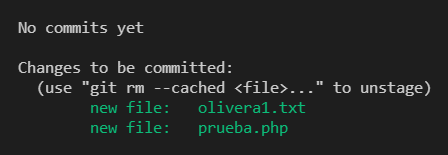 No commits yet
Changes to be committed:
(use "git rm --cached <file>..." to unstage)
new file:   olivera1.txt
new file:   prueba.php